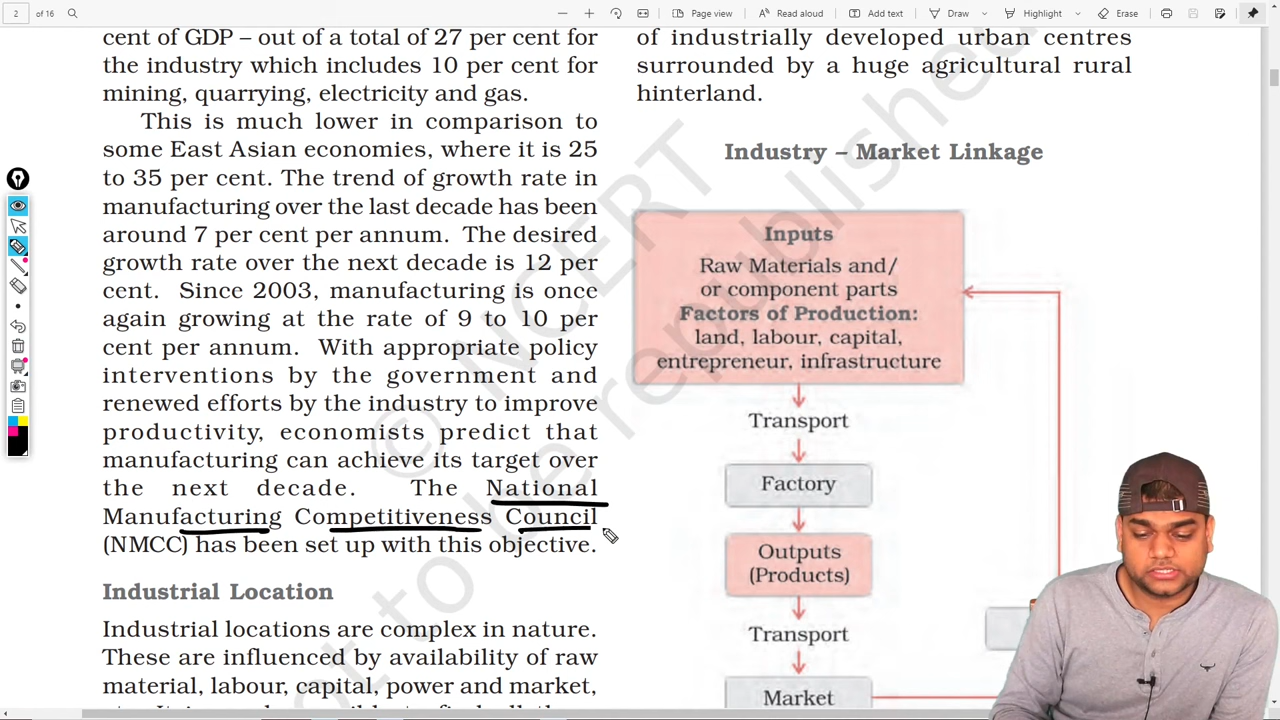 2 of 16
Page view
Read aloud
Add text
Draw
Highlight
Erase
cent of GDP – out of a total of 27 per cent for
the industry which includes 10 per cent for
mining, quarrying, electricity and gas.
This is much lower in comparison to
some East Asian economies, where it is 25
to 35 per cent. The trend of growth rate in
manufacturing over the last decade has been
around 7 per cent per annum. The desired
growth rate over the next decade is 12 per
cent. Since 2003, manufacturing is once
again growing at the rate of 9 to 10 per
cent per annum. With appropriate policy
interventions by the government and
renewed efforts by the industry to improve
productivity, economists predict that
manufacturing can achieve its target over
the next decade. The National
Manufacturing Competitiveness Council
(NMCC) has been set up with this objective.
Industrial Location
Industrial locations are complex in nature.
These are influenced by availability of raw
material, labour, capital, power and market,
of industrially developed urban centres
surrounded by a huge agricultural rural
hinterland.
Industry – Market Linkage
Inputs
Raw Materials and/
or component parts
Factors of Production:
land, labour, capital,
entrepreneur, infrastructure
Transport
Factory
Outputs
(Products)
Transport
Market
© NCERT
not to be republished